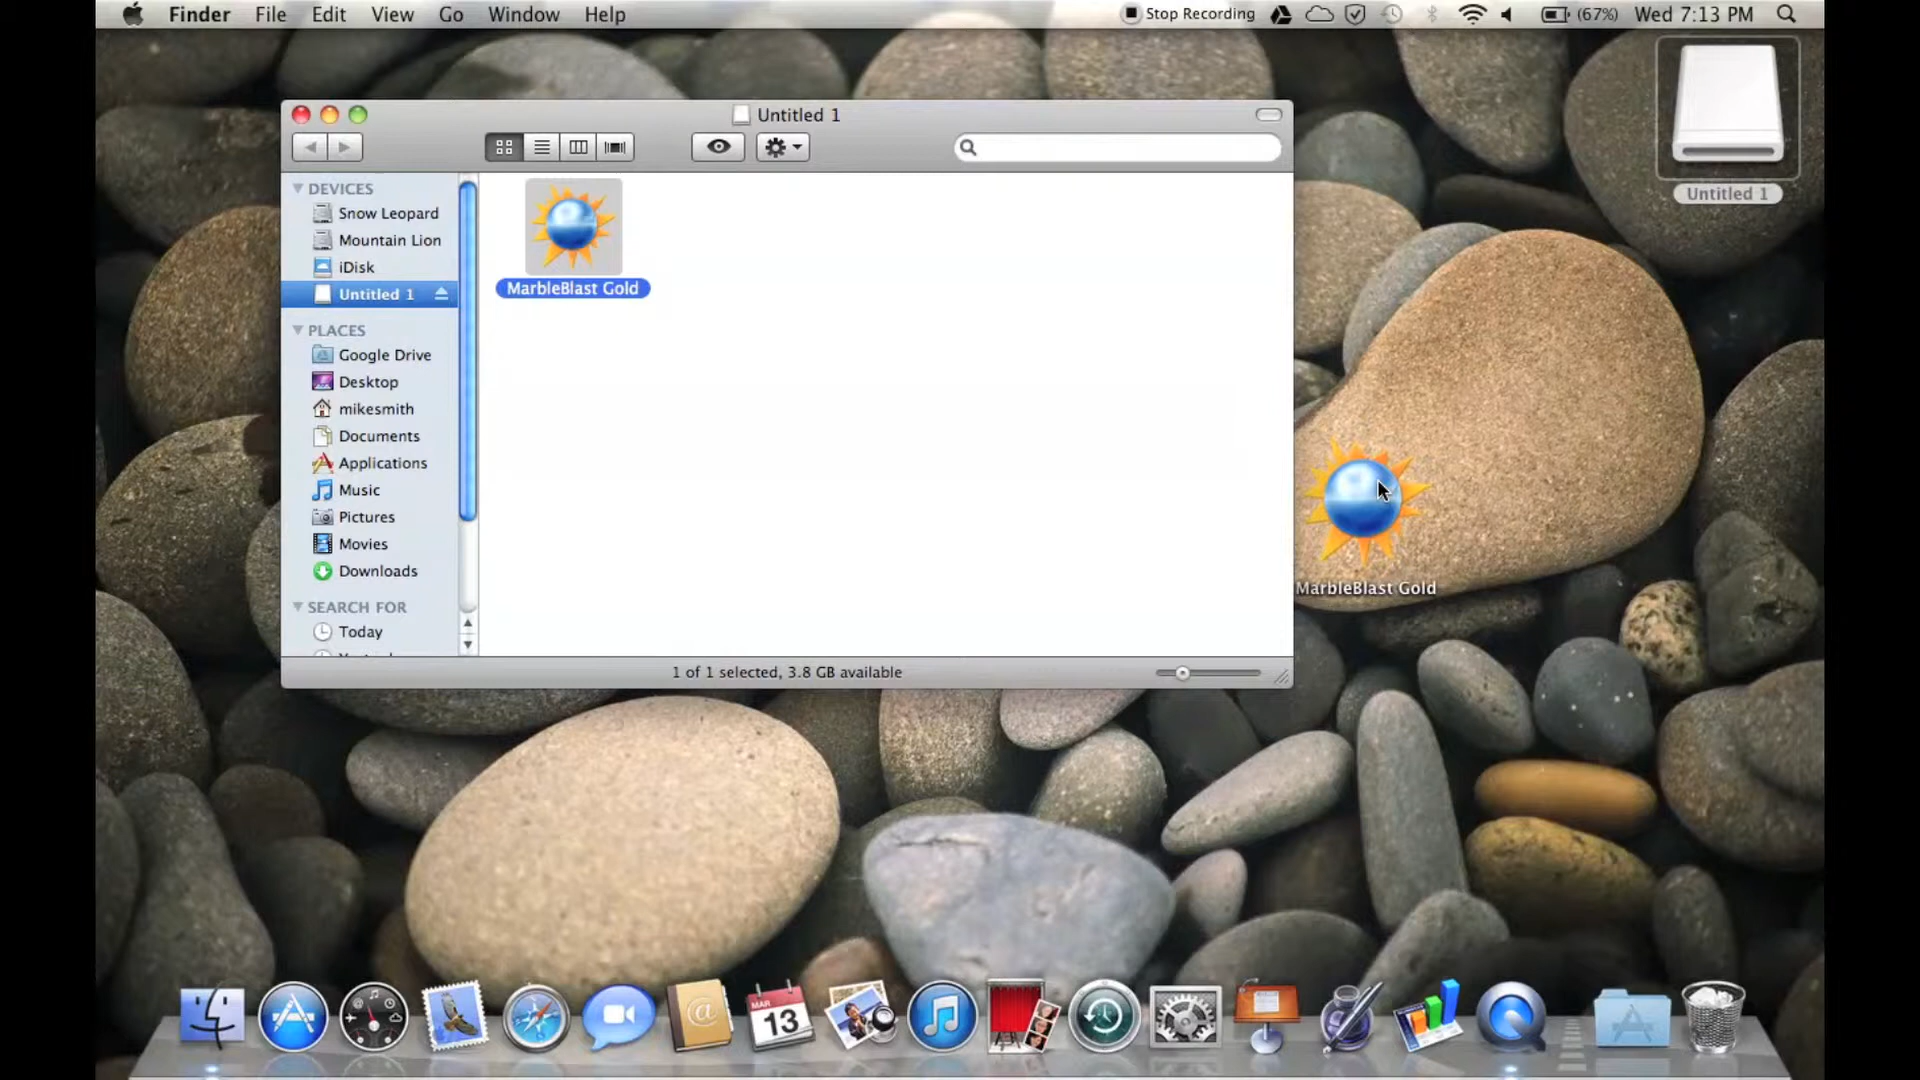 Finder File Edit View Go Window Help Stop Recording (67%) Wed 7:13 PM
Untitled 1
Untitled 1
DEVICES
Snow Leopard
Mountain Lion
iDisk
Untitled 1
PLACES
Google Drive
Desktop
mikesmith
Documents
Applications
Music
Pictures
Movies
Downloads
SEARCH FOR
Today
MarbleBlast Gold
MarbleBlast Gold
1 of 1 selected, 3.8 GB available
MAR
13